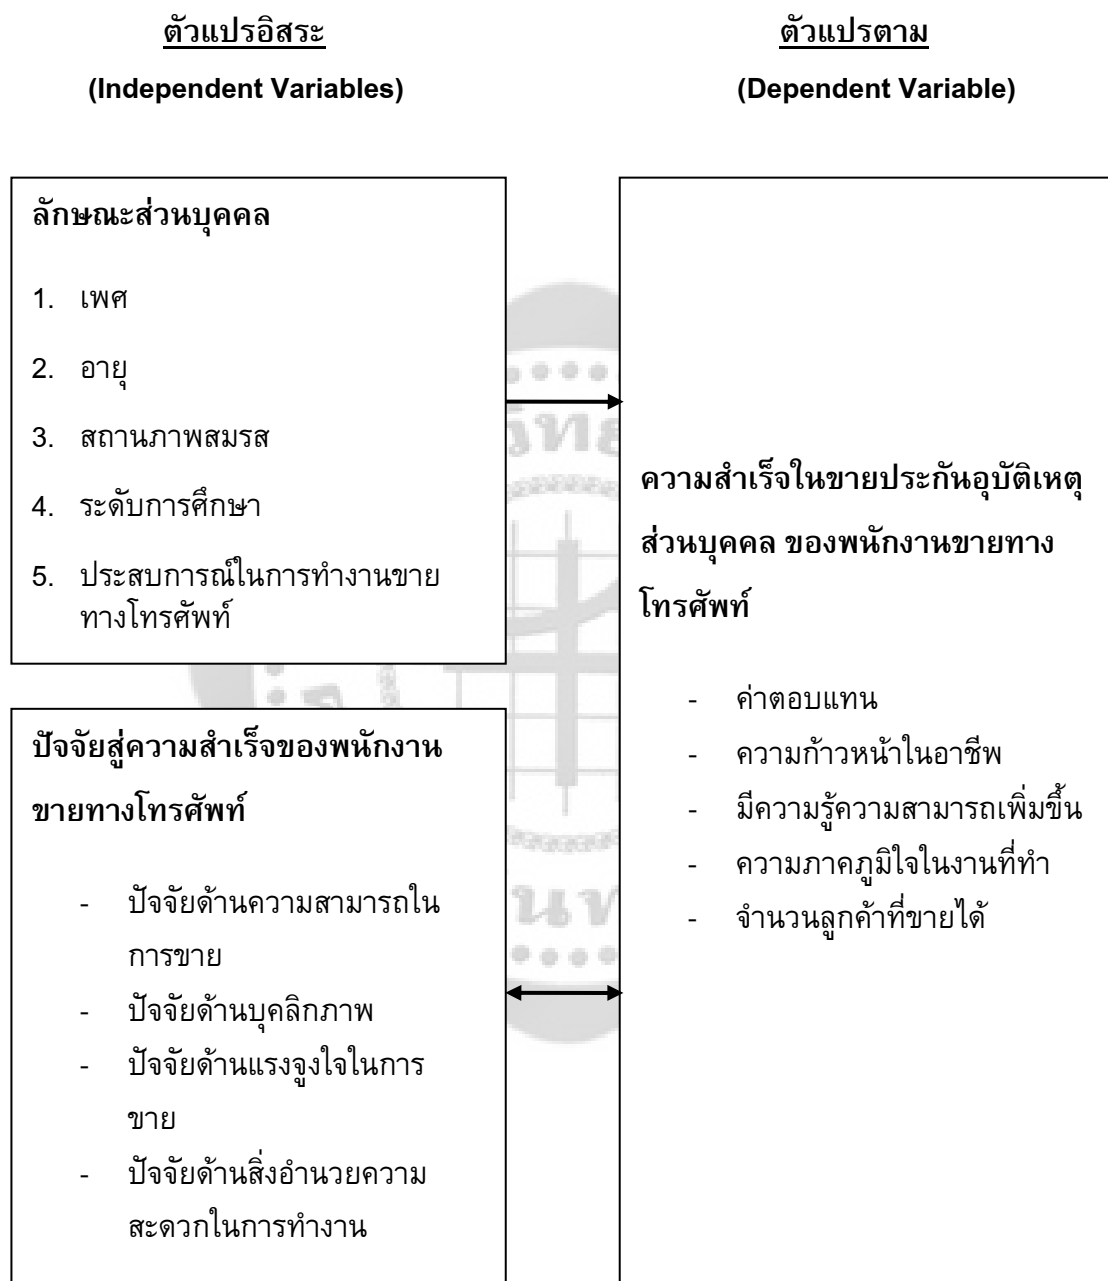 ตัวแปรอิสระ
(Independent Variables)
ตัวแปรตาม
(Dependent Variable)
ลักษณะส่วนบุคคล
1. เพศ
2. อายุ
3. สถานภาพสมรส
4. ระดับการศึกษา
5. ประสบการณ์ในการทำงานขาย
ทางโทรศัพท์
ปัจจัยสู่ความสำเร็จของพนักงาน
ขายทางโทรศัพท์
- ปัจจัยด้านความสามารถใน
การขาย
- ปัจจัยด้านบุคลิกภาพ
- ปัจจัยด้านแรงจูงใจในการ
ขาย
- ปัจจัยด้านสิ่งอำนวยความ
สะดวกในการทำงาน
ความสำเร็จในขายประกันอุบัติเหตุ
ส่วนบุคคล ของพนักงานขายทาง
โทรศัพท์
- ค่าตอบแทน
- ความก้าวหน้าในอาชีพ
- มีความรู้ความสามารถเพิ่มขึ้น
- ความภาคภูมิใจในงานที่ทำ
- จำนวนลูกค้าที่ขายได้